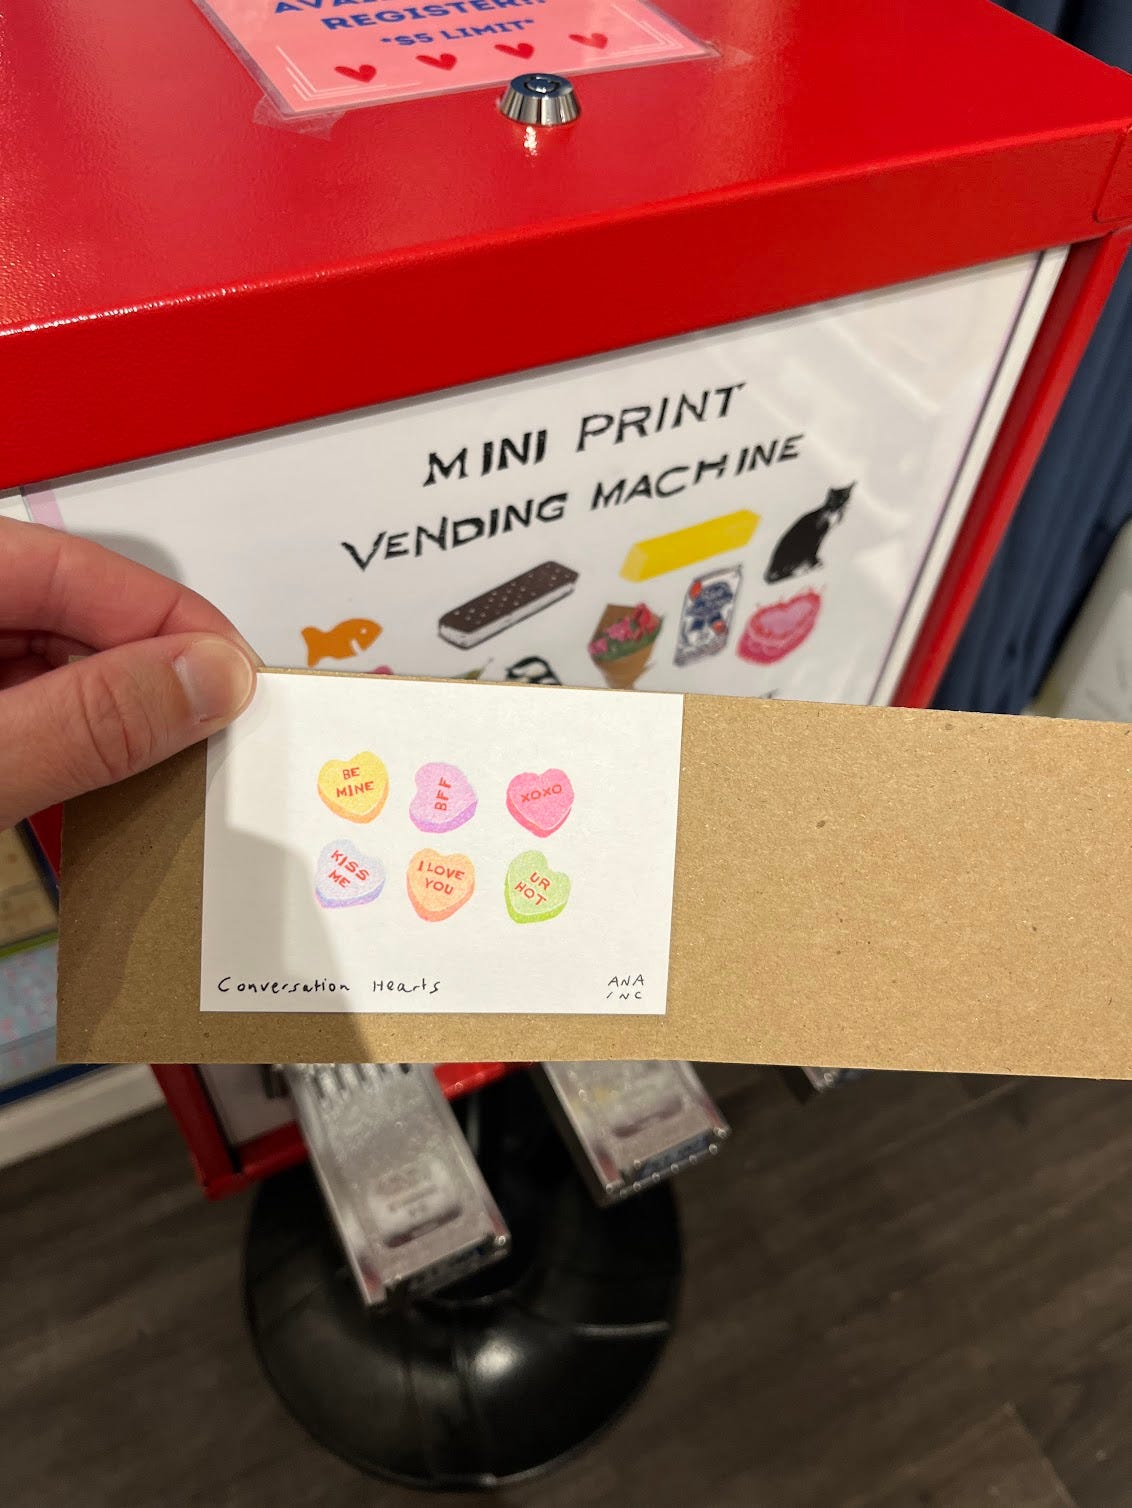 REGISTER!!
*$5 LIMIT*
MINI PRINT
VENDING MACHINE
BE
MINE
BFF
XOXO
KISS
ME
I LOVE
YOU
UR
HOT
Conversation Hearts
ANA
INC